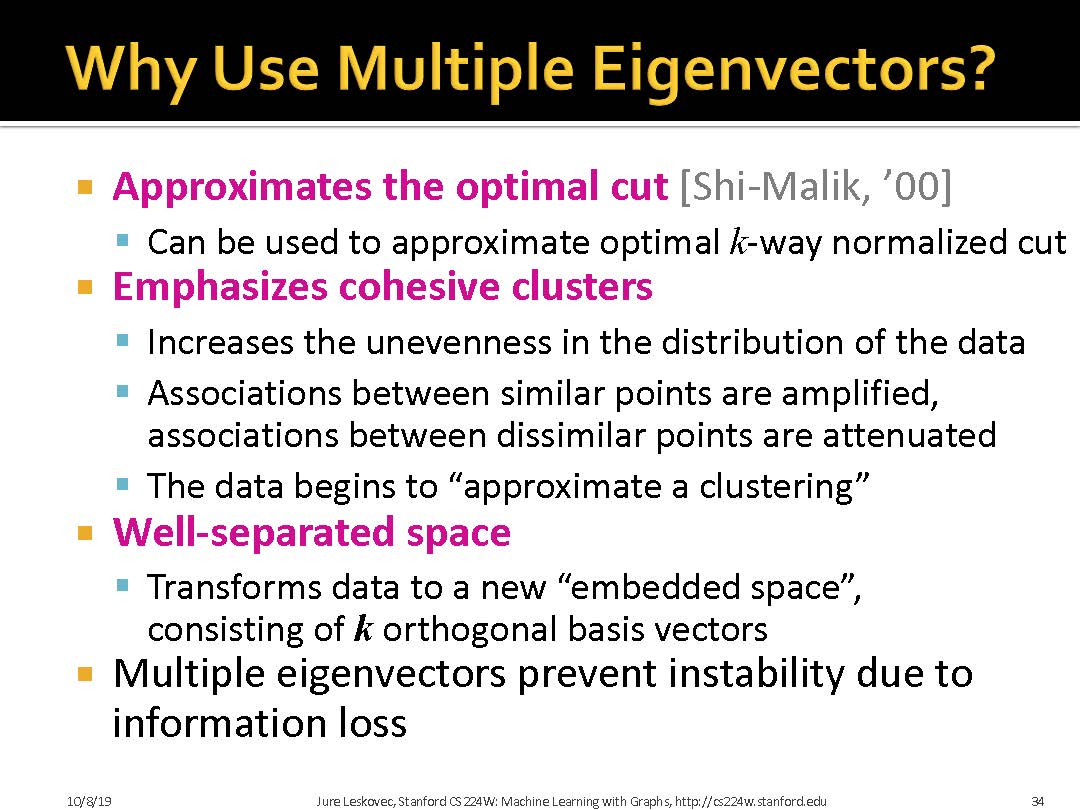 Why Use Multiple Eigenvectors?
▪ Approximates the optimal cut [Shi-Malik, ’00]
▪ Can be used to approximate optimal k-way normalized cut
▪ Emphasizes cohesive clusters
▪ Increases the unevenness in the distribution of the data
▪ Associations between similar points are amplified,
associations between dissimilar points are attenuated
▪ The data begins to “approximate a clustering”
▪ Well-separated space
▪ Transforms data to a new “embedded space”,
consisting of k orthogonal basis vectors
▪ Multiple eigenvectors prevent instability due to
information loss
10/8/19 Jure Leskovec, Stanford CS224W: Machine Learning with Graphs, http://cs224w.stanford.edu 34